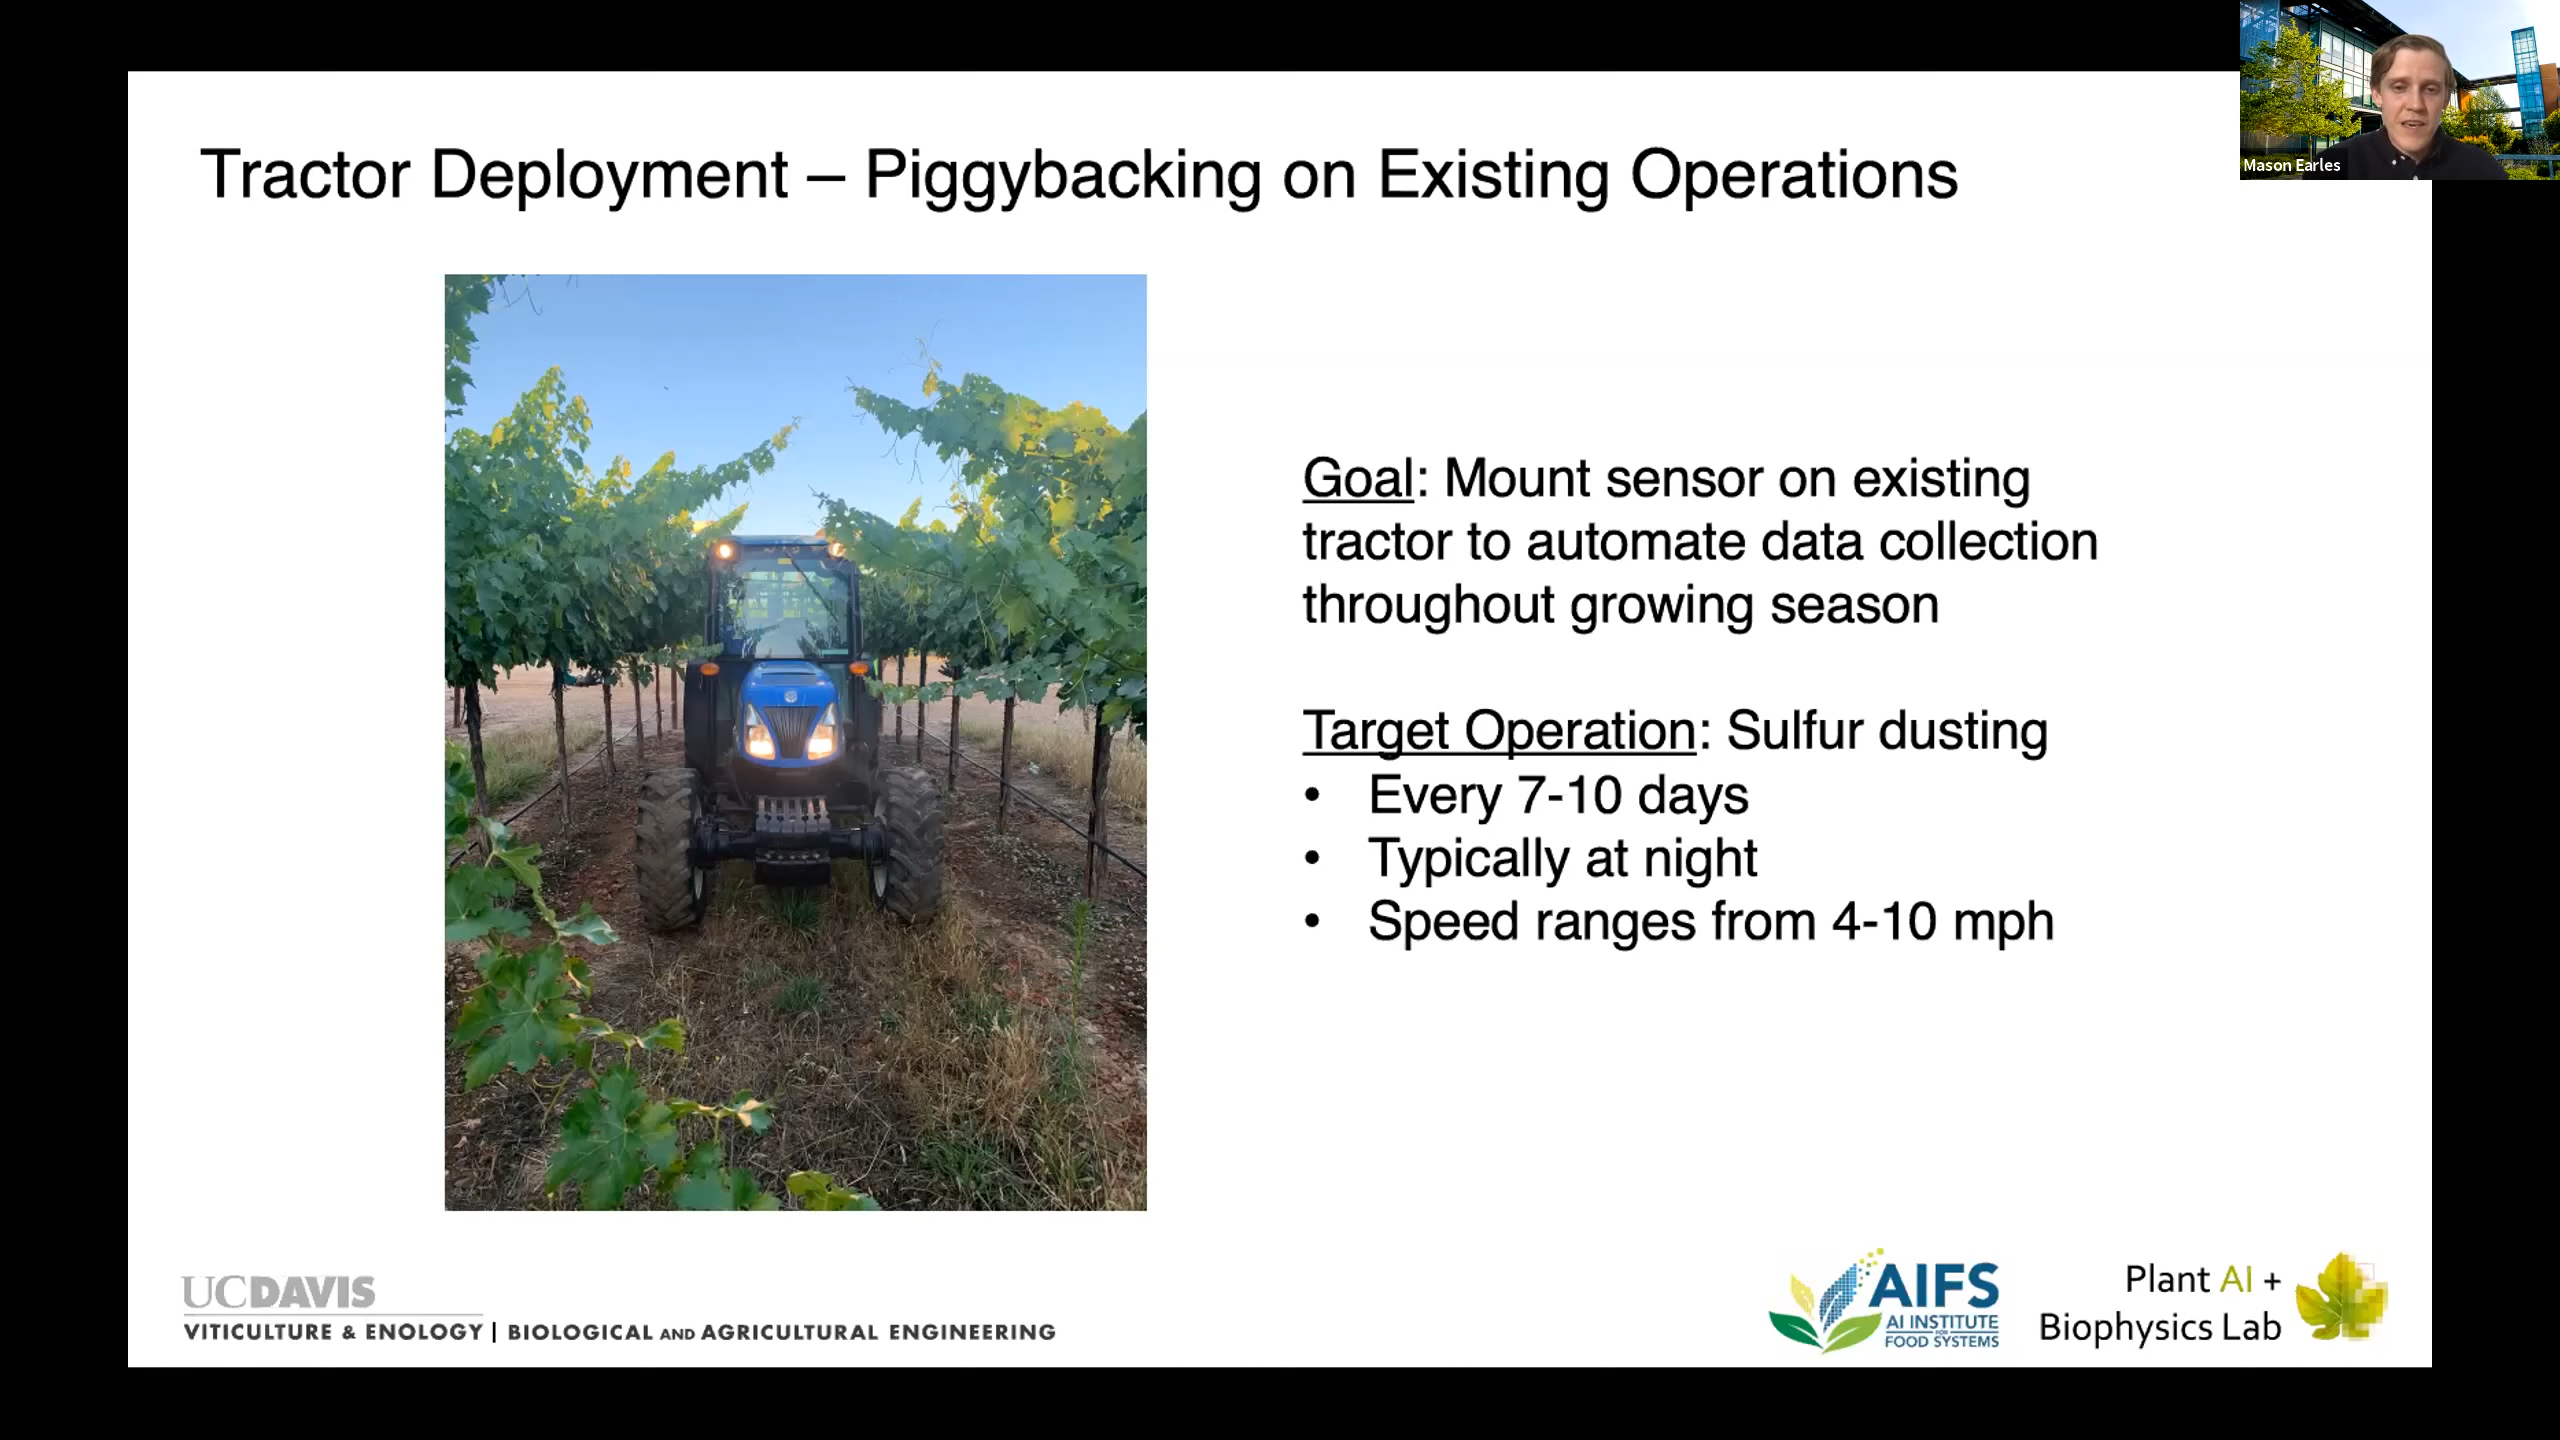 Mason Earles
Tractor Deployment – Piggybacking on Existing Operations
Goal: Mount sensor on existing
tractor to automate data collection
throughout growing season
Target Operation: Sulfur dusting
• Every 7-10 days
• Typically at night
• Speed ranges from 4-10 mph
UCDAVIS
VITICULTURE & ENOLOGY | BIOLOGICAL AND AGRICULTURAL ENGINEERING
AIFS
AI INSTITUTE
FOR
FOOD SYSTEMS
Plant AI +
Biophysics Lab